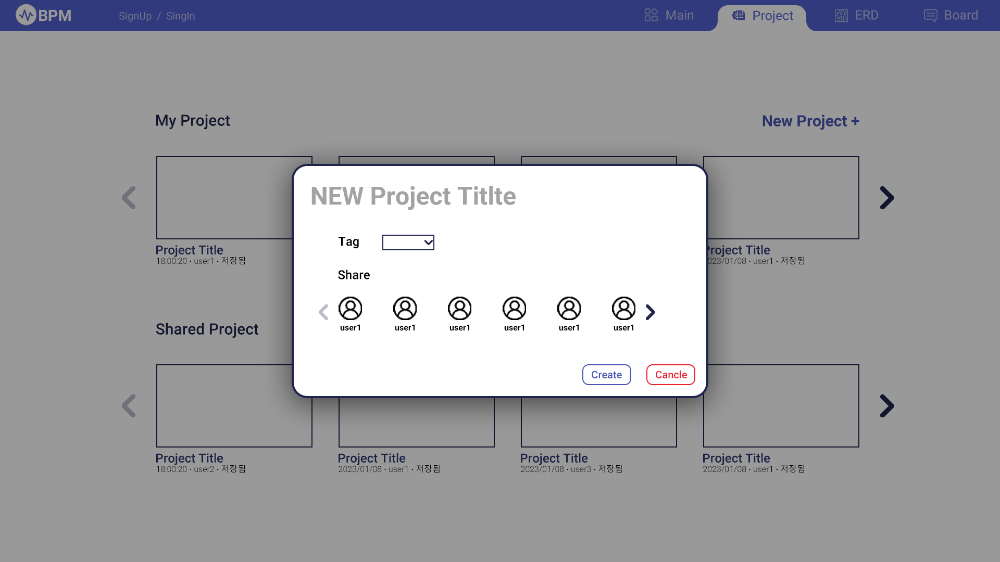 BPM
SignUp / SingIn
Main
Project
ERD
Board
My Project
New Project +
Project Title
18:00:20 • user1 • 저장됨
roject Title
023/01/08 • user1 • 저장됨
NEW Project Titlte
Tag
Share
user1 user1 user1 user1 user1 user1
Create
Cancle
Shared Project
Project Title
18:00:20 • user2 • 저장됨
Project Title
2023/01/08 • user1 • 저장됨
Project Title
2023/01/08 • user3 • 저장됨
Project Title
2023/01/08 • user1 • 저장됨